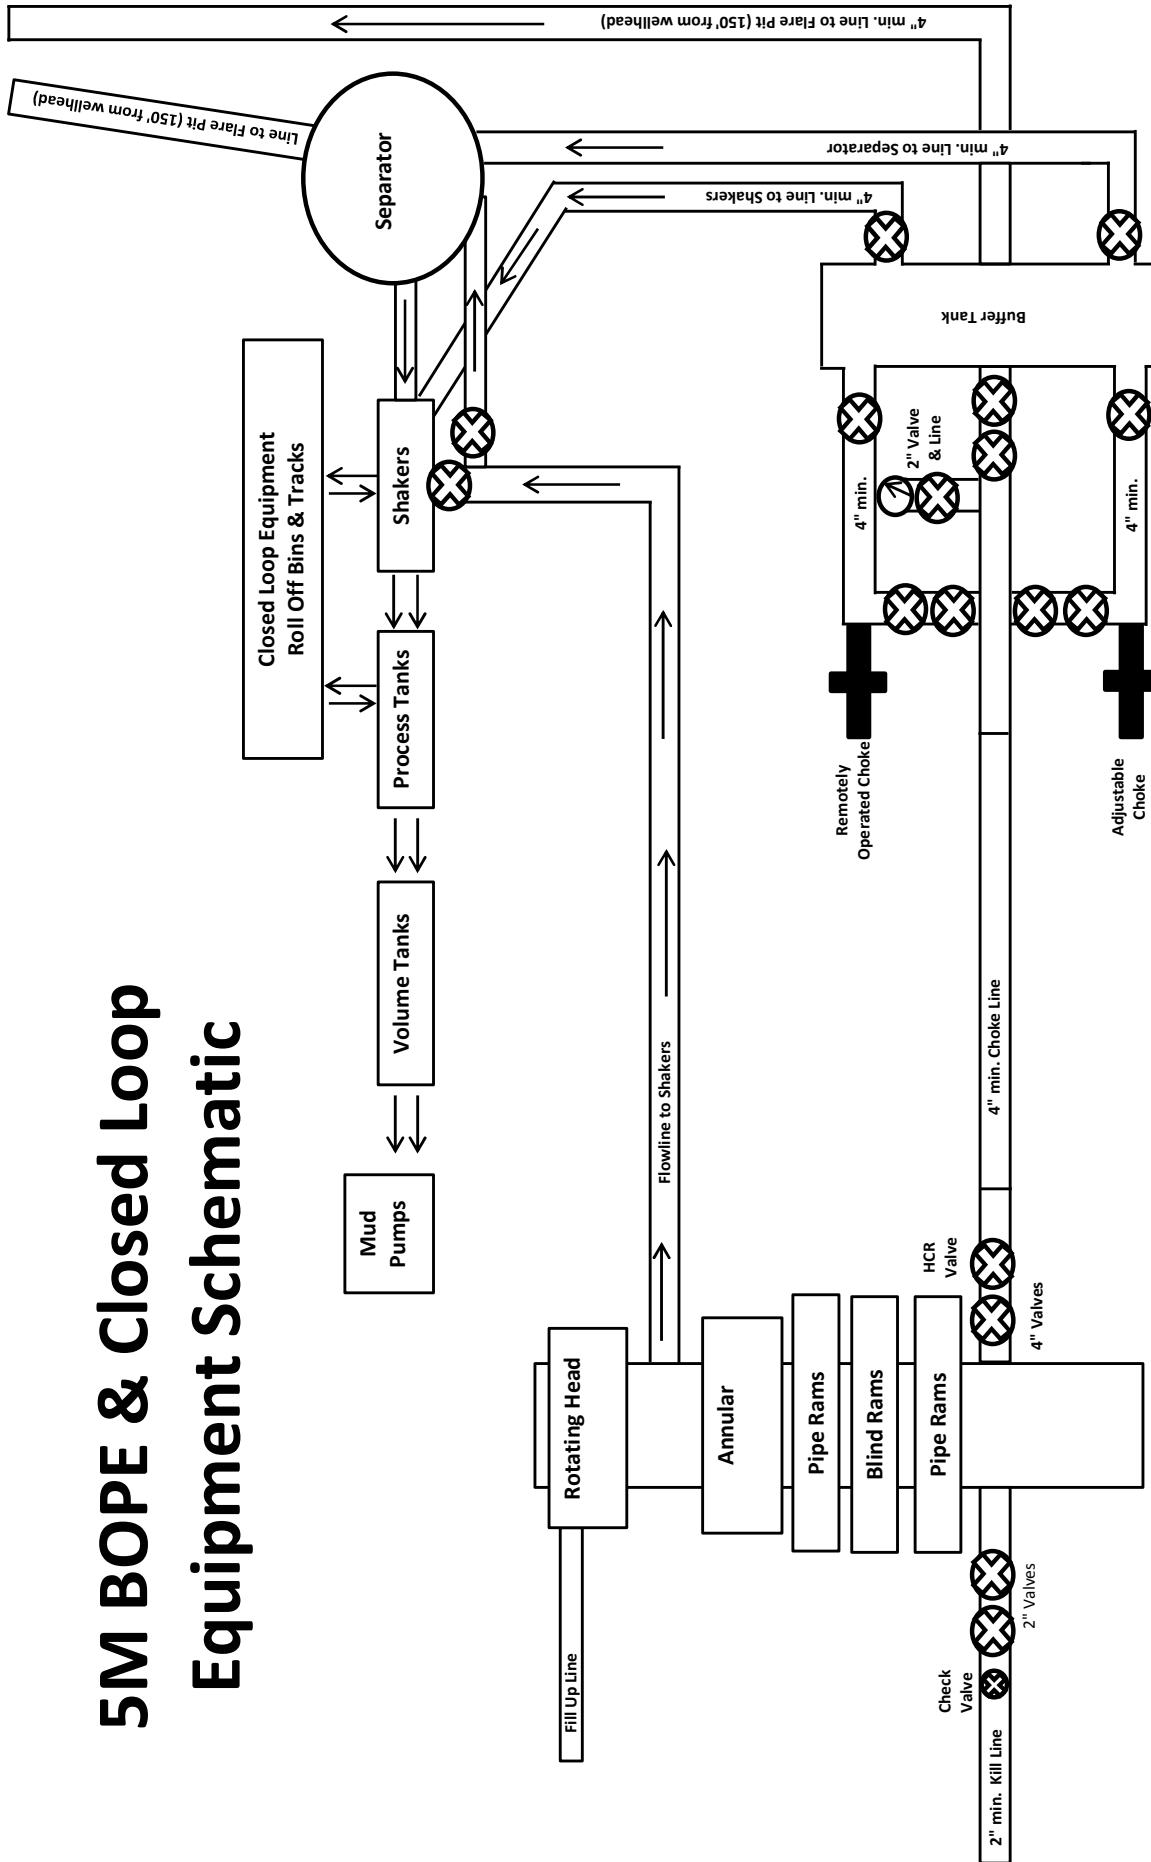 5M BOPE & Closed Loop
Equipment Schematic
Mud
Pumps
Volume Tanks
Process Tanks
Shakers
Closed Loop Equipment
Roll Off Bins & Tracks
Separator
Line to Flare Pit (150' from wellhead)
4" min. Line to Flare Pit (150' from wellhead)
Fill Up Line
Rotating Head
Flowline to Shakers
Annular
Pipe Rams
Blind Rams
Pipe Rams
4" min. Line to Shakers
4" min. Line to Separator
2" min. Kill Line
Check
Valve
2" Valves
4" Valves
HCR
Valve
4" min. Choke Line
Remotely
Operated Choke
Adjustable
Choke
4" min.
2" Valve
& Line
4" min.
Buffer Tank